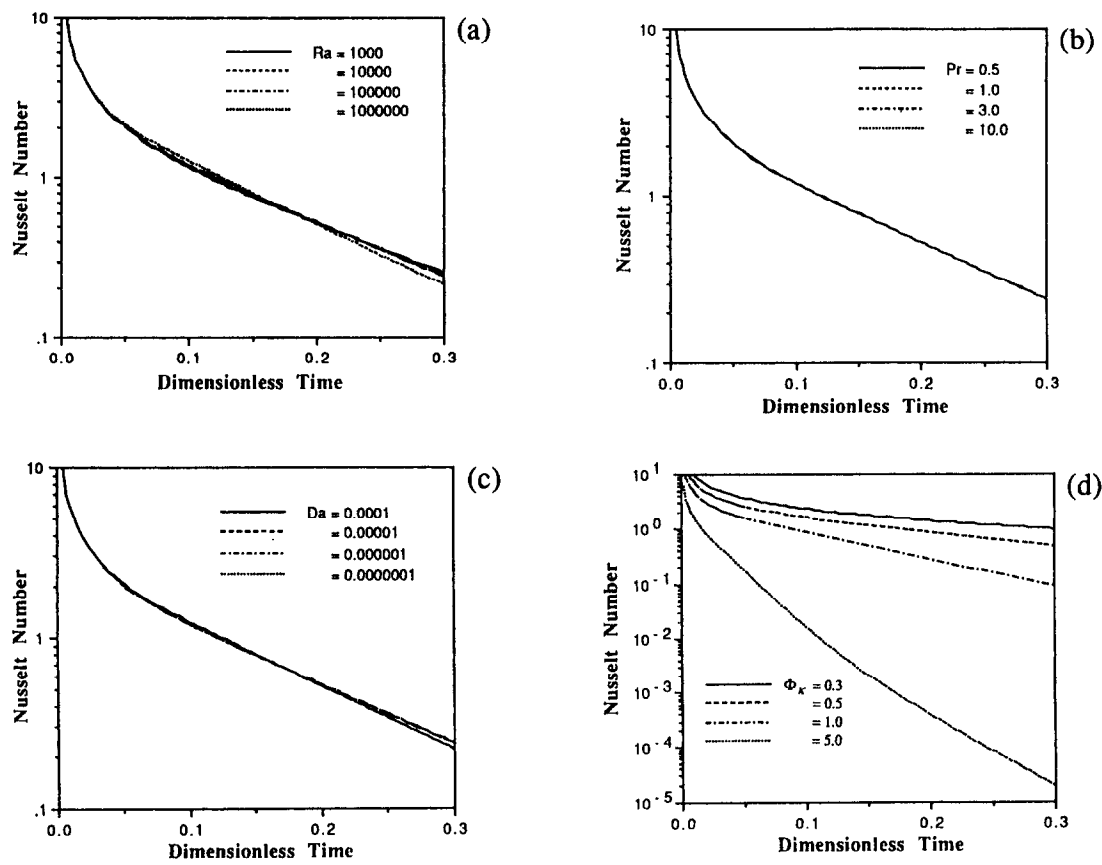 (a)
10
1
.1
Nusselt Number
Ra = 1000
= 10000
= 100000
= 1000000
0.0 0.1 0.2 0.3
Dimensionless Time
(b)
10
1
.1
Nusselt Number
Pr = 0.5
= 1.0
= 3.0
= 10.0
0.0 0.1 0.2 0.3
Dimensionless Time
(c)
10
1
.1
Nusselt Number
Da = 0.0001
= 0.00001
= 0.000001
= 0.0000001
0.0 0.1 0.2 0.3
Dimensionless Time
(d)
10^1
10^0
10^-1
10^-2
10^-3
10^-4
10^-5
Nusselt Number
Φ_κ = 0.3
= 0.5
= 1.0
= 5.0
0.0 0.1 0.2 0.3
Dimensionless Time